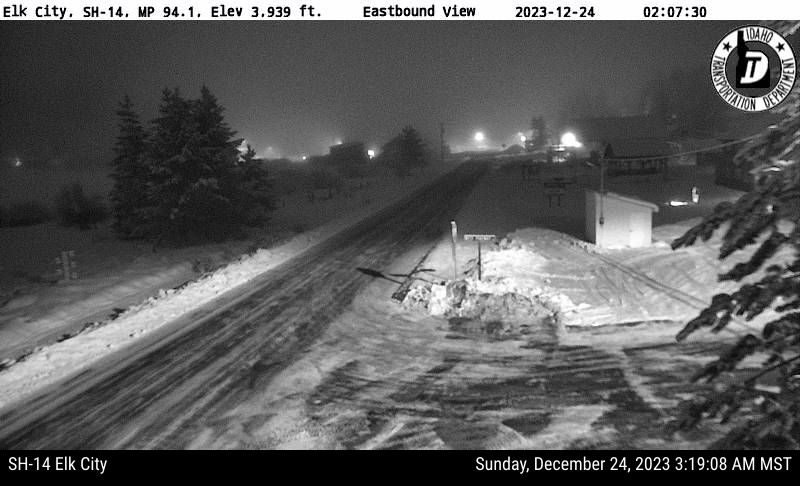 Elk City, SH-14, MP 94.1, Elev 3,939 ft. Eastbound View 2023-12-24 02:07:30
IDAHO
TRANSPORTATION DEPARTMENT
SH-14 Elk City Sunday, December 24, 2023 3:19:08 AM MST